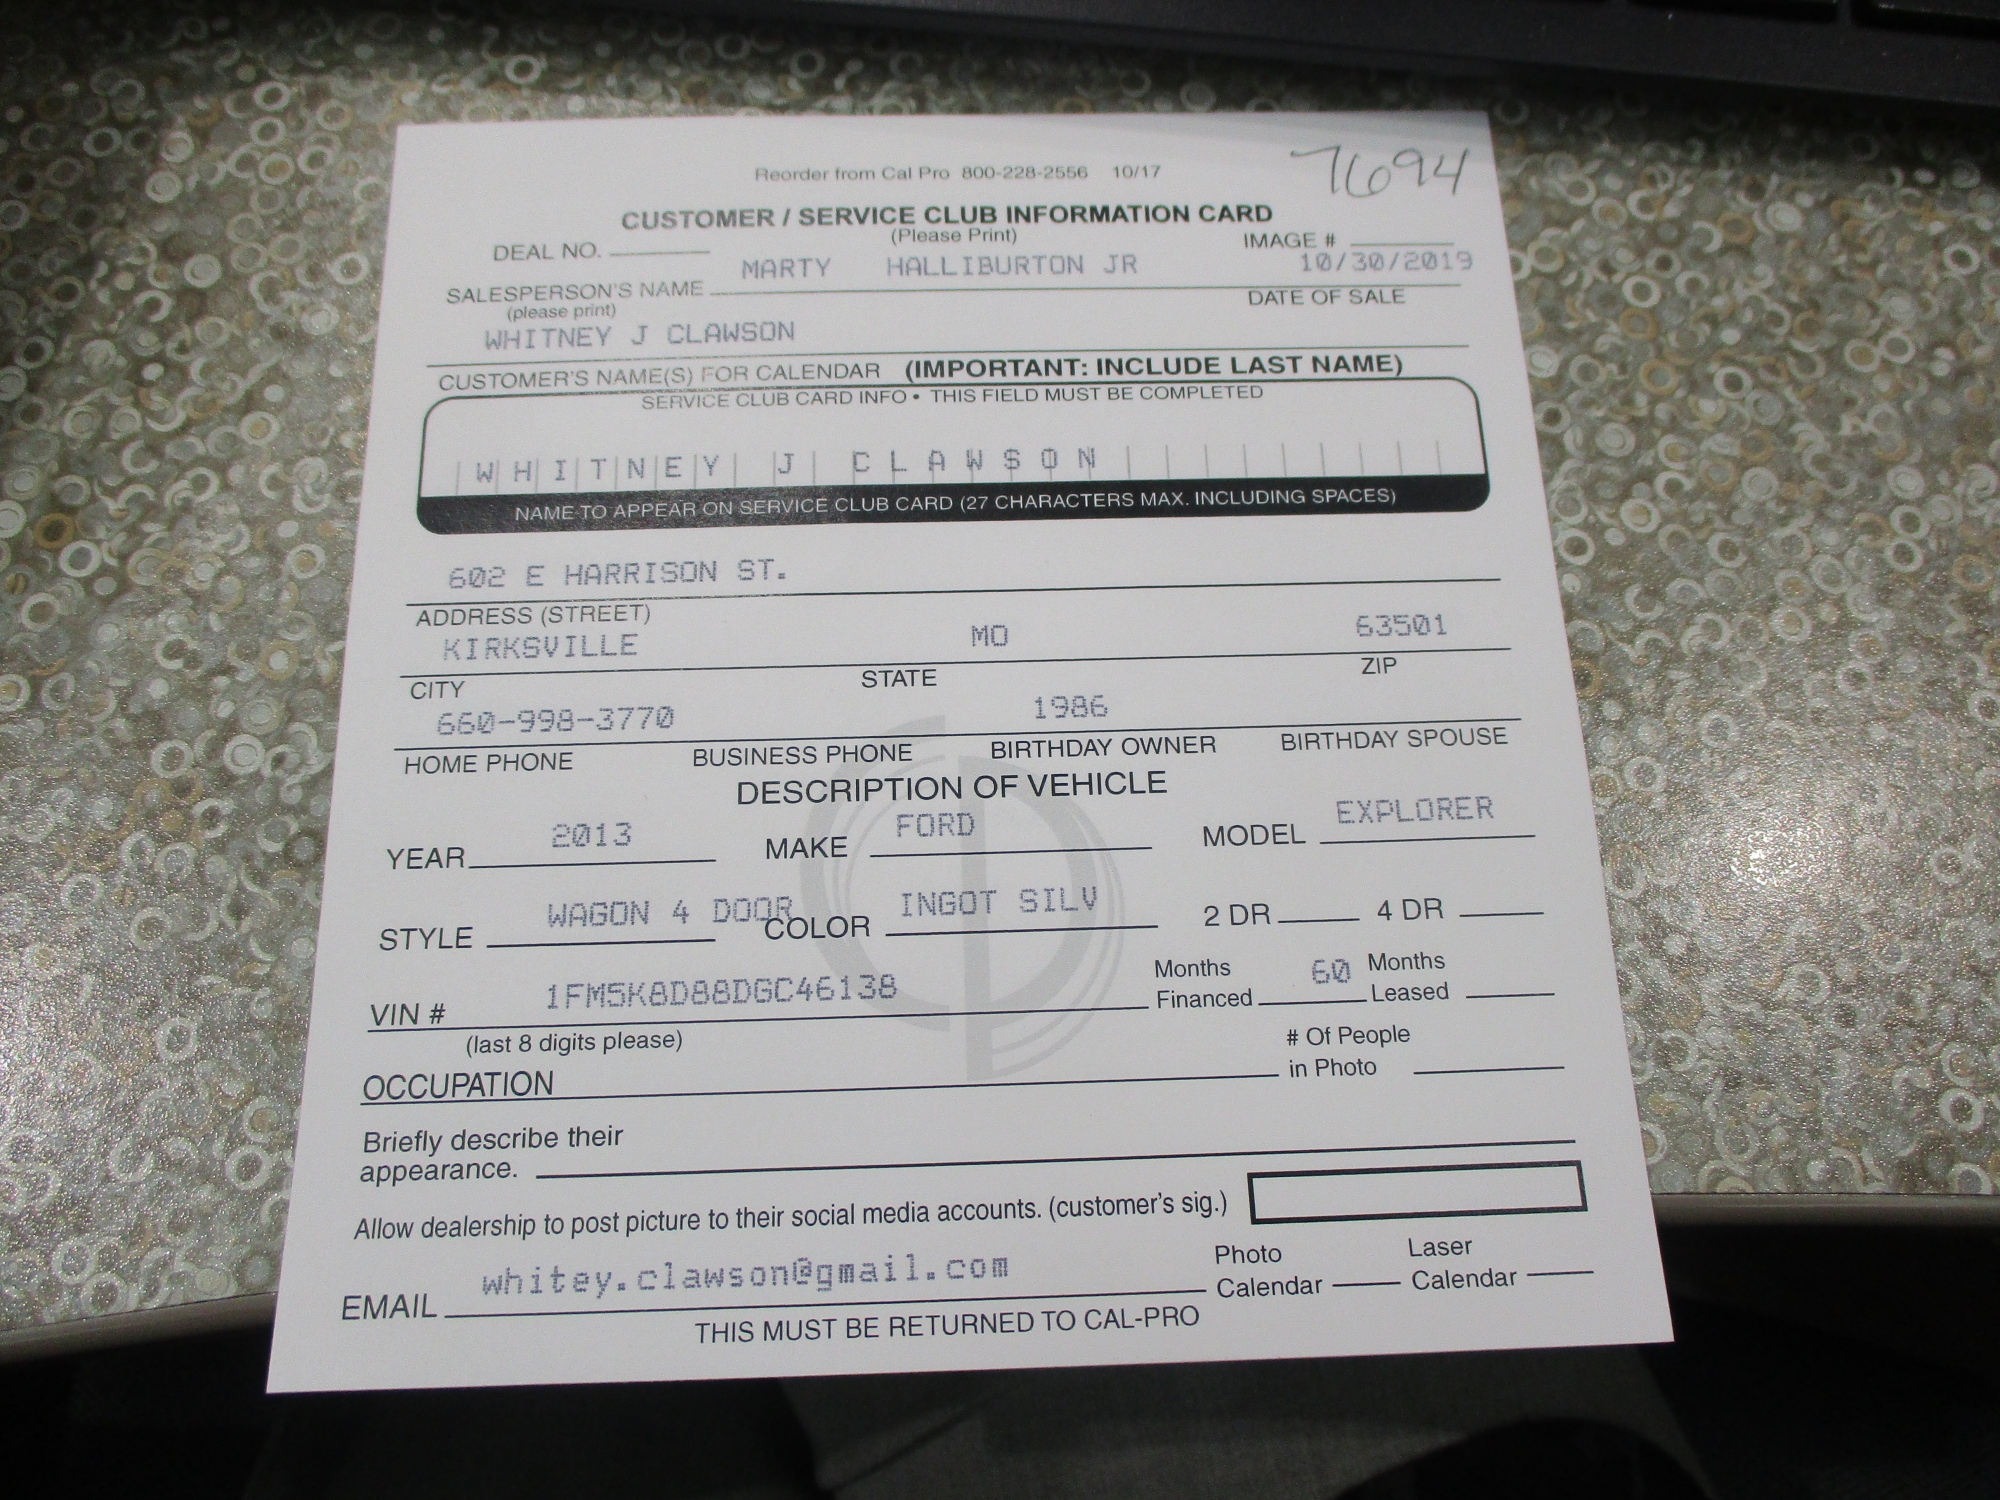 7694
Reorder from Cal Pro 800-228-2556 10/17
CUSTOMER / SERVICE CLUB INFORMATION CARD
(Please Print)
DEAL NO. IMAGE #
MARTY HALLIBURTON JR 10/30/2019
SALESPERSON'S NAME DATE OF SALE
(please print)
WHITNEY J CLAWSON
CUSTOMER'S NAME(S) FOR CALENDAR (IMPORTANT: INCLUDE LAST NAME)
SERVICE CLUB CARD INFO • THIS FIELD MUST BE COMPLETED
WHITNEY J CLAWSON
NAME TO APPEAR ON SERVICE CLUB CARD (27 CHARACTERS MAX. INCLUDING SPACES)
602 E HARRISON ST.
ADDRESS (STREET)
KIRKSVILLE MO 63501
CITY STATE ZIP
660-998-3770 1986
HOME PHONE BUSINESS PHONE BIRTHDAY OWNER BIRTHDAY SPOUSE
DESCRIPTION OF VEHICLE
YEAR 2013 MAKE FORD MODEL EXPLORER
STYLE WAGON 4 DOOR COLOR INGOT SILV 2 DR 4 DR
VIN # 1FM5K8D88DGC46138 Months Financed 60 Months Leased
(last 8 digits please)
OCCUPATION # Of People in Photo
Briefly describe their
appearance.
Allow dealership to post picture to their social media accounts. (customer's sig.)
EMAIL whitey.clawson@gmail.com Photo Calendar Laser Calendar
THIS MUST BE RETURNED TO CAL-PRO